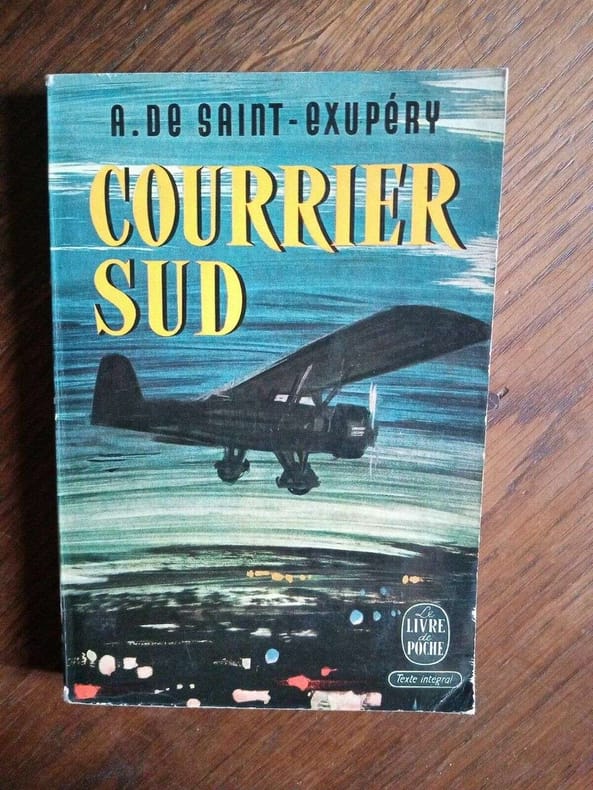 A. DE SAINT-EXUPÉRY
COURRIER
SUD
Le
LIVRE
de
POCHE
Texte intégral